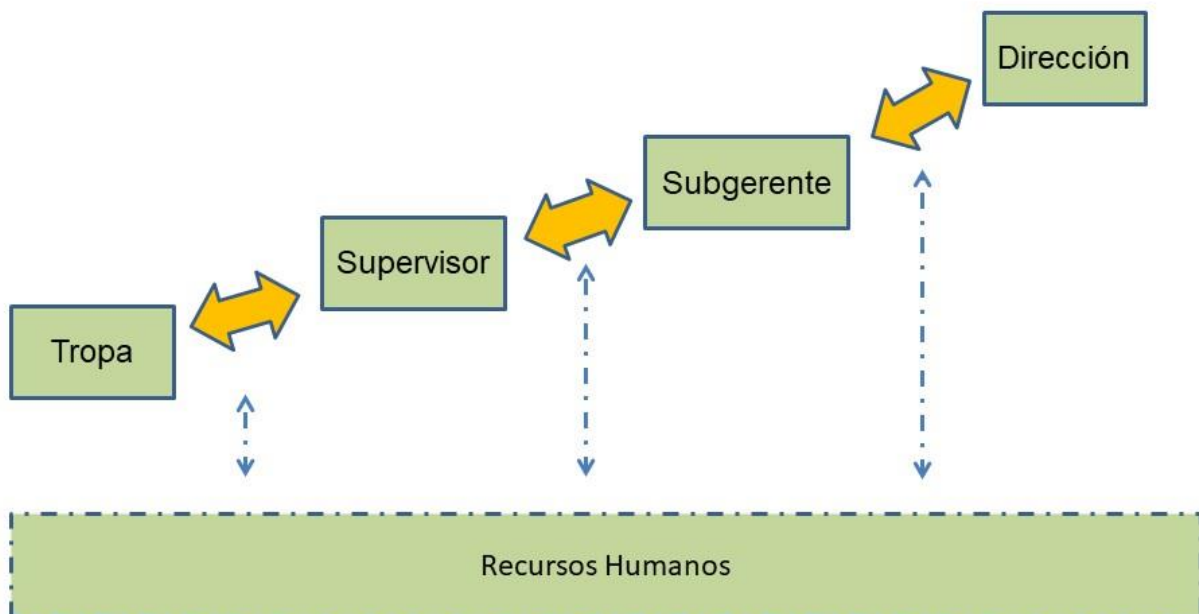 Dirección
Subgerente
Supervisor
Tropa
Recursos Humanos